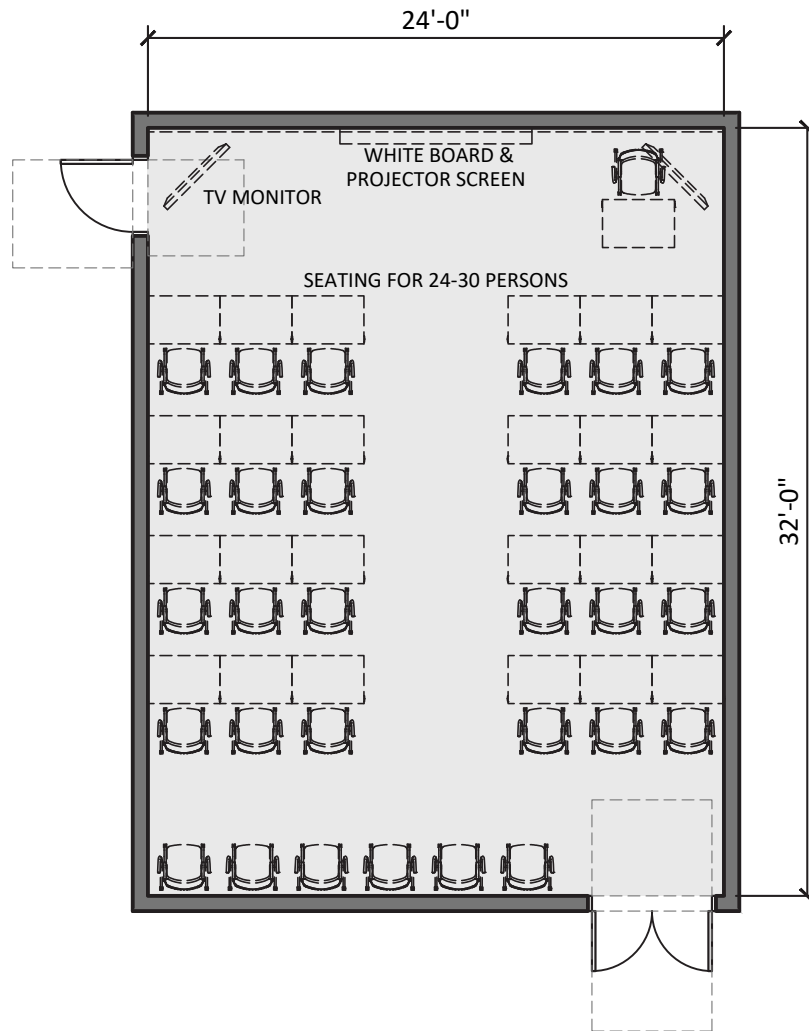 24'-0"
WHITE BOARD &
PROJECTOR SCREEN
TV MONITOR
SEATING FOR 24-30 PERSONS
32'-0"